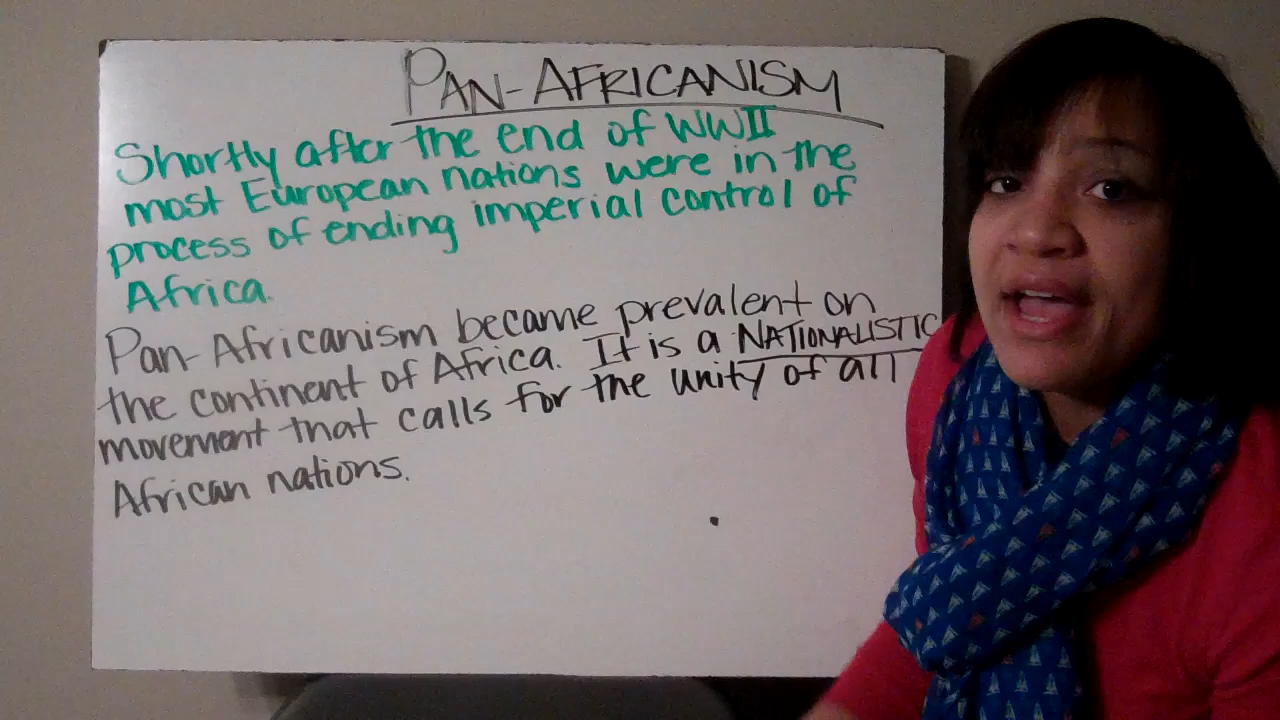 PAN-AFRICANISM
Shortly after the end of WWII
most European nations were in the
process of ending imperial control of
Africa.
Pan-Africanism became prevalent on
the continent of Africa. It is a NATIONALISTIC
movement that calls for the unity of all
African nations.